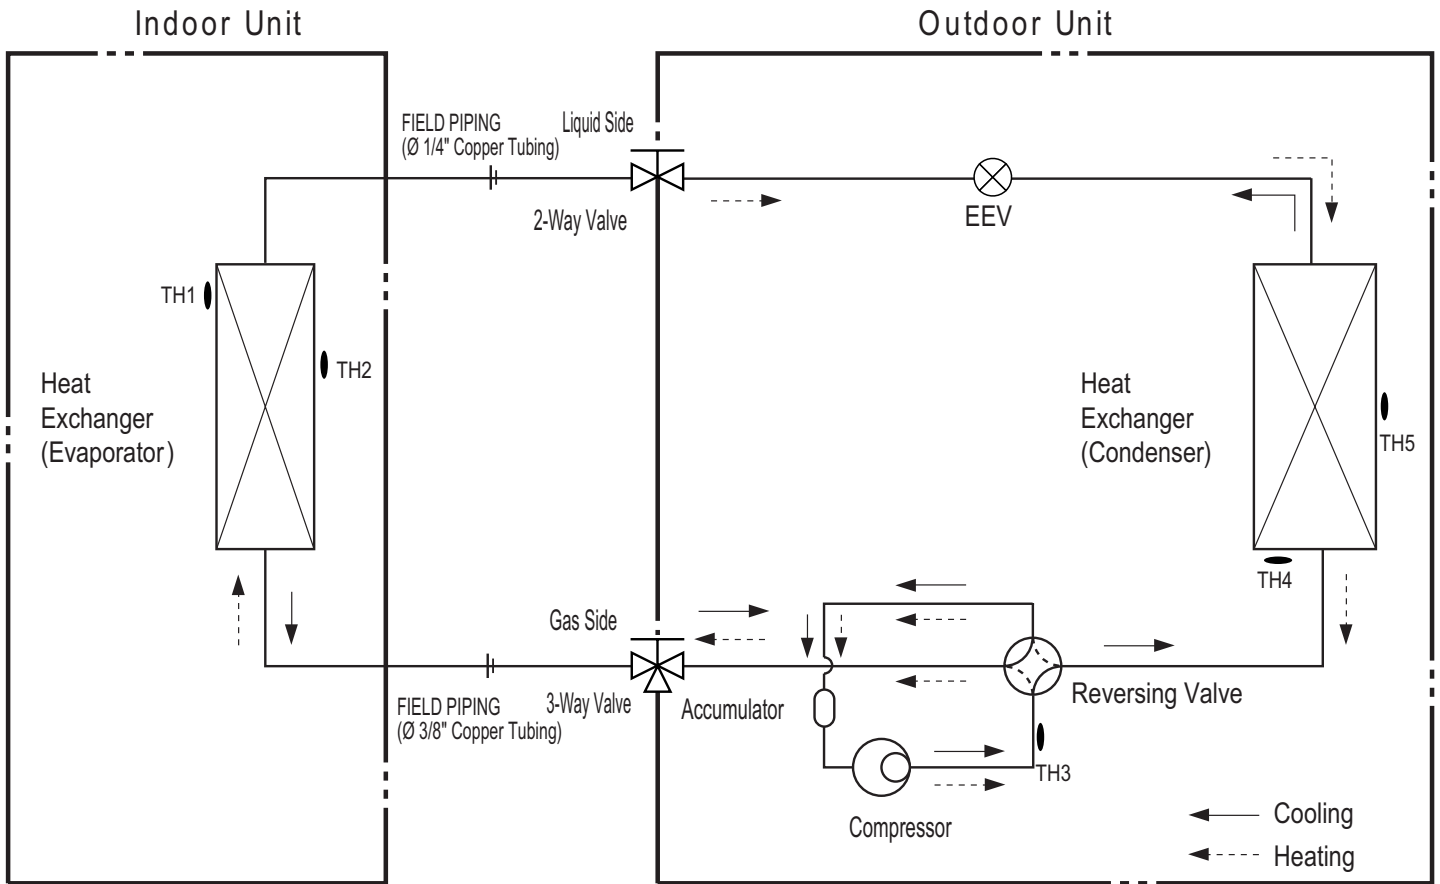 Indoor Unit
Outdoor Unit
FIELD PIPING
(Ø 1/4" Copper Tubing)
Liquid Side
2-Way Valve
EEV
TH1
TH2
Heat
Exchanger
(Evaporator)
Heat
Exchanger
(Condenser)
TH5
TH4
Gas Side
3-Way Valve
FIELD PIPING
(Ø 3/8" Copper Tubing)
Accumulator
Reversing Valve
TH3
Compressor
Cooling
Heating